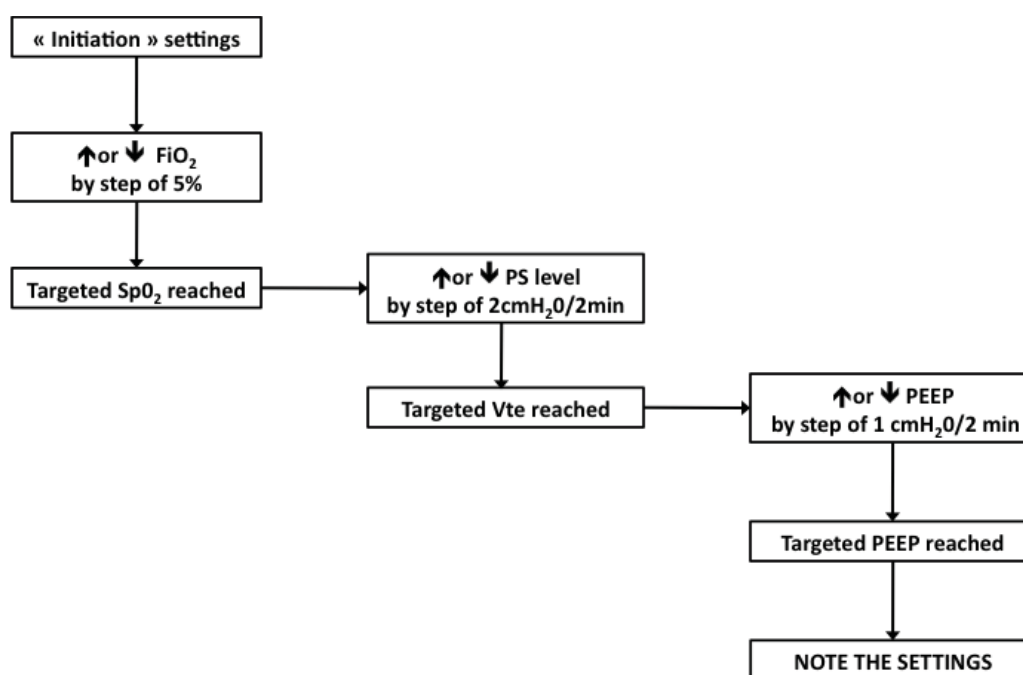 « Initiation » settings
↑or ↓ FiO₂
by step of 5%
Targeted Sp0₂ reached
↑or ↓ PS level
by step of 2cmH₂0/2min
Targeted Vte reached
↑or ↓ PEEP
by step of 1 cmH₂0/2 min
Targeted PEEP reached
NOTE THE SETTINGS